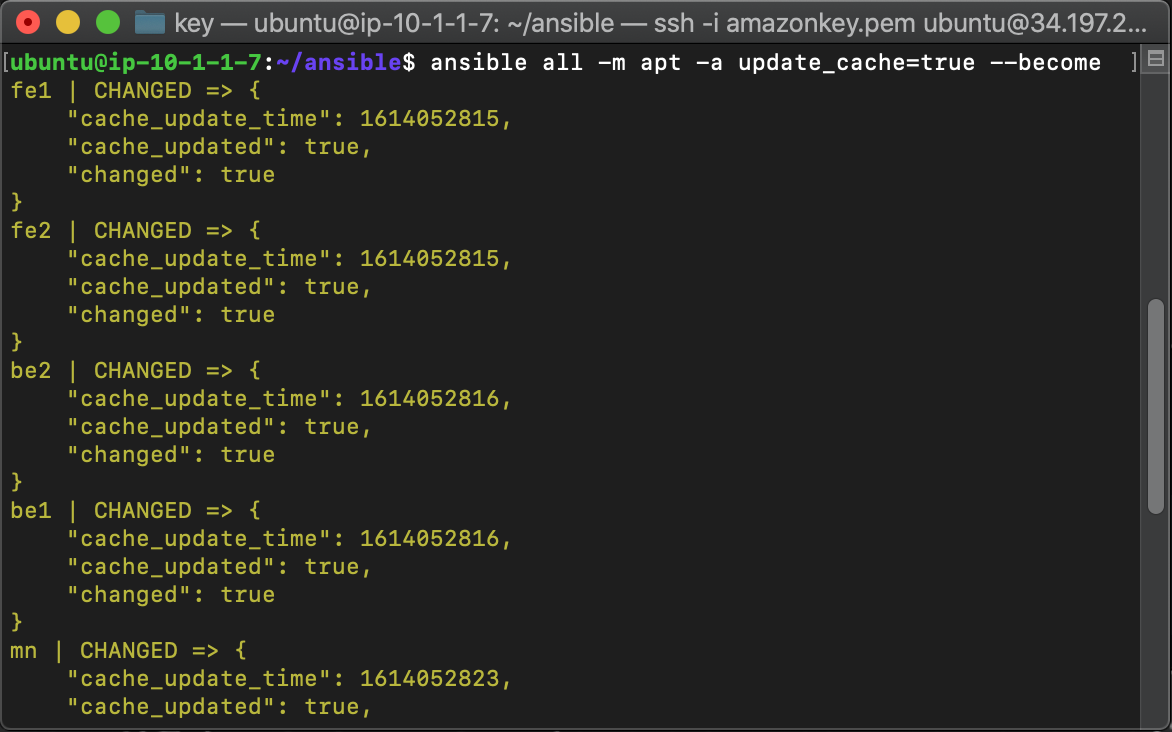 key — ubuntu@ip-10-1-1-7: ~/ansible — ssh -i amazonkey.pem ubuntu@34.197.2...
[ubuntu@ip-10-1-1-7:~/ansible$ ansible all -m apt -a update_cache=true --become ]
fe1 | CHANGED => {
    "cache_update_time": 1614052815,
    "cache_updated": true,
    "changed": true
}
fe2 | CHANGED => {
    "cache_update_time": 1614052815,
    "cache_updated": true,
    "changed": true
}
be2 | CHANGED => {
    "cache_update_time": 1614052816,
    "cache_updated": true,
    "changed": true
}
be1 | CHANGED => {
    "cache_update_time": 1614052816,
    "cache_updated": true,
    "changed": true
}
mn | CHANGED => {
    "cache_update_time": 1614052823,
    "cache_updated": true,